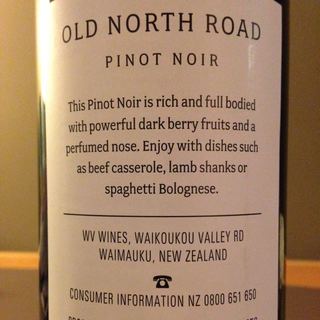 OLD NORTH ROAD
PINOT NOIR
This Pinot Noir is rich and full bodied
with powerful dark berry fruits and a
perfumed nose. Enjoy with dishes such
as beef casserole, lamb shanks or
spaghetti Bolognese.
WV WINES, WAIKOUKOU VALLEY RD
WAIMAUKU, NEW ZEALAND
CONSUMER INFORMATION NZ 0800 651 650